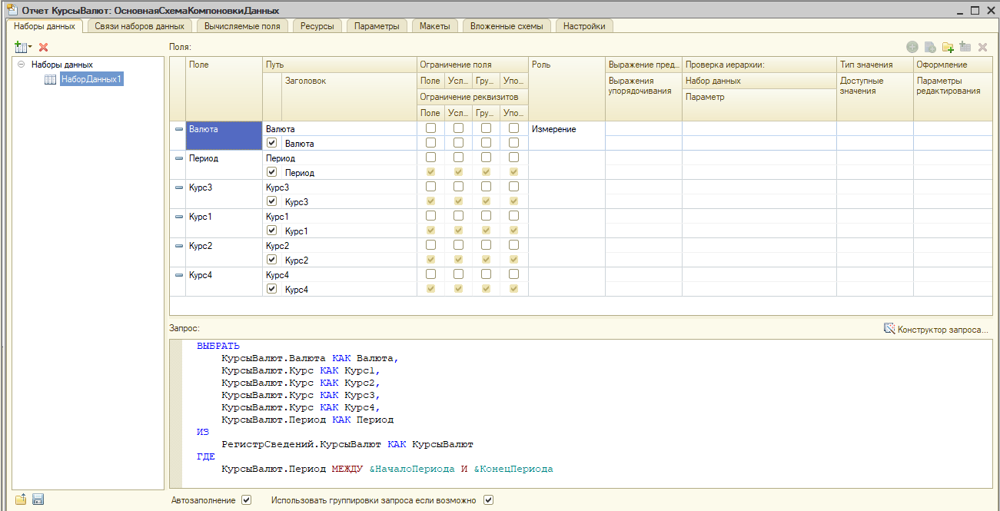 Отчет КурсыВалют: ОсновнаяСхемаКомпоновкиДанных
Наборы данных Связи наборов данных Вычисляемые поля Ресурсы Параметры Макеты Вложенные схемы Настройки
Поля:
Наборы данных
НаборДанных1
Поле Путь Ограничение поля Роль Выражение пред... Проверка иерархии: Тип значения Оформление
Заголовок Поле Усл... Гру... Упо... Выражения упорядочивания Набор данных Доступные значения Параметры редактирования
Ограничение реквизитов Параметр
Поле Усл... Гру... Упо...
Валюта Валюта Измерение
Валюта
Период Период
Период
Курс3 Курс3
Курс3
Курс1 Курс1
Курс1
Курс2 Курс2
Курс2
Курс4 Курс4
Курс4
Запрос: Конструктор запроса...
ВЫБРАТЬ
КурсыВалют.Валюта КАК Валюта,
КурсыВалют.Курс КАК Курс1,
КурсыВалют.Курс КАК Курс2,
КурсыВалют.Курс КАК Курс3,
КурсыВалют.Курс КАК Курс4,
КурсыВалют.Период КАК Период
ИЗ
РегистрСведений.КурсыВалют КАК КурсыВалют
ГДЕ
КурсыВалют.Период МЕЖДУ &НачалоПериода И &КонецПериода
Автозаполнение Использовать группировки запроса если возможно